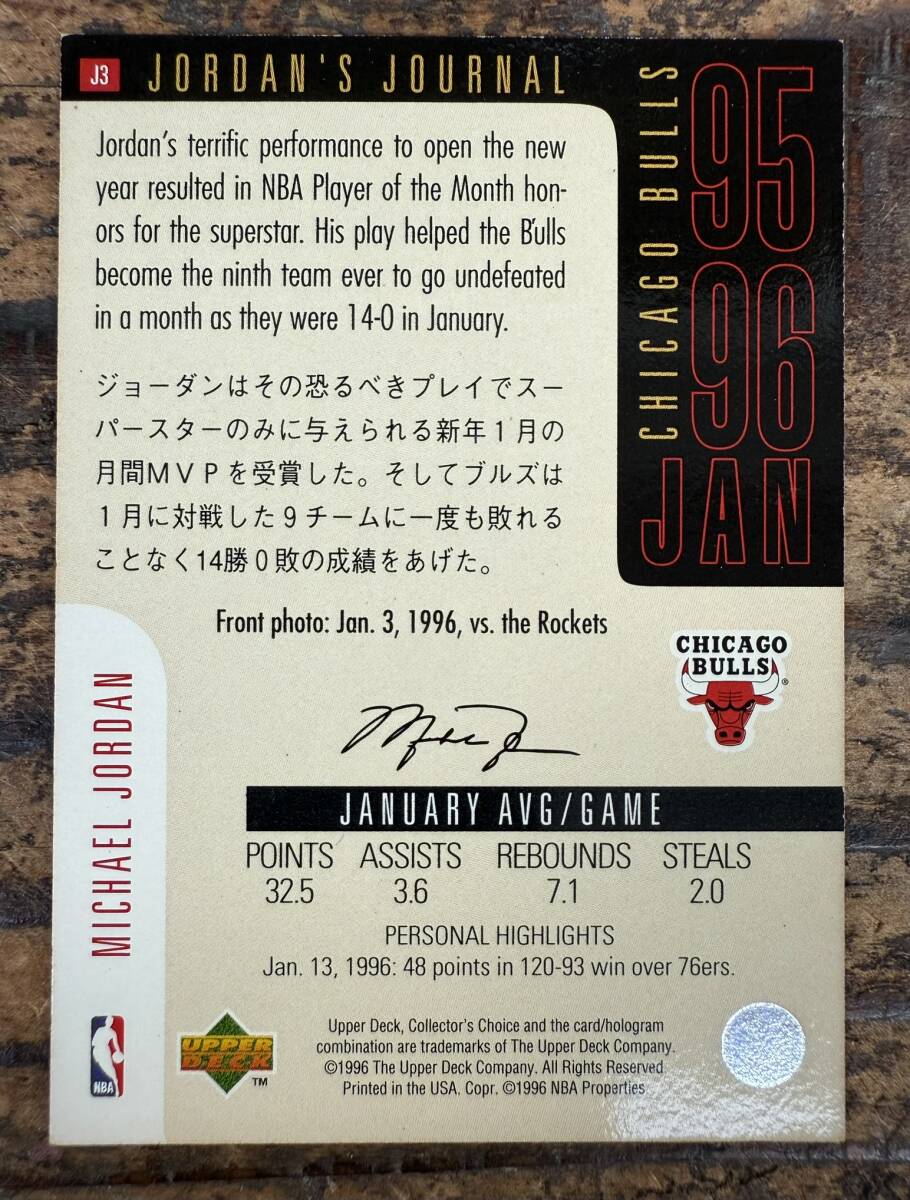 J3
JORDAN'S JOURNAL
Jordan's terrific performance to open the new
year resulted in NBA Player of the Month hon-
ors for the superstar. His play helped the Bulls
become the ninth team ever to go undefeated
in a month as they were 14-0 in January.
ジョーダンはその恐るべきプレイでスー
パースターのみに与えられる新年1月の
月間MVPを受賞した。そしてブルズは
1月に対戦した9チームに一度も敗れる
ことなく14勝0敗の成績をあげた。
Front photo: Jan. 3, 1996, vs. the Rockets
CHICAGO BULLS
95
96
JAN
CHICAGO
BULLS
®
MICHAEL JORDAN
JANUARY AVG/GAME
POINTS ASSISTS REBOUNDS STEALS
32.5 3.6 7.1 2.0
PERSONAL HIGHLIGHTS
Jan. 13, 1996: 48 points in 120-93 win over 76ers.
NBA
UPPER
DECK
TM
Upper Deck, Collector's Choice and the card/hologram
combination are trademarks of The Upper Deck Company.
©1996 The Upper Deck Company. All Rights Reserved.
Printed in the USA. Copr. ©1996 NBA Properties